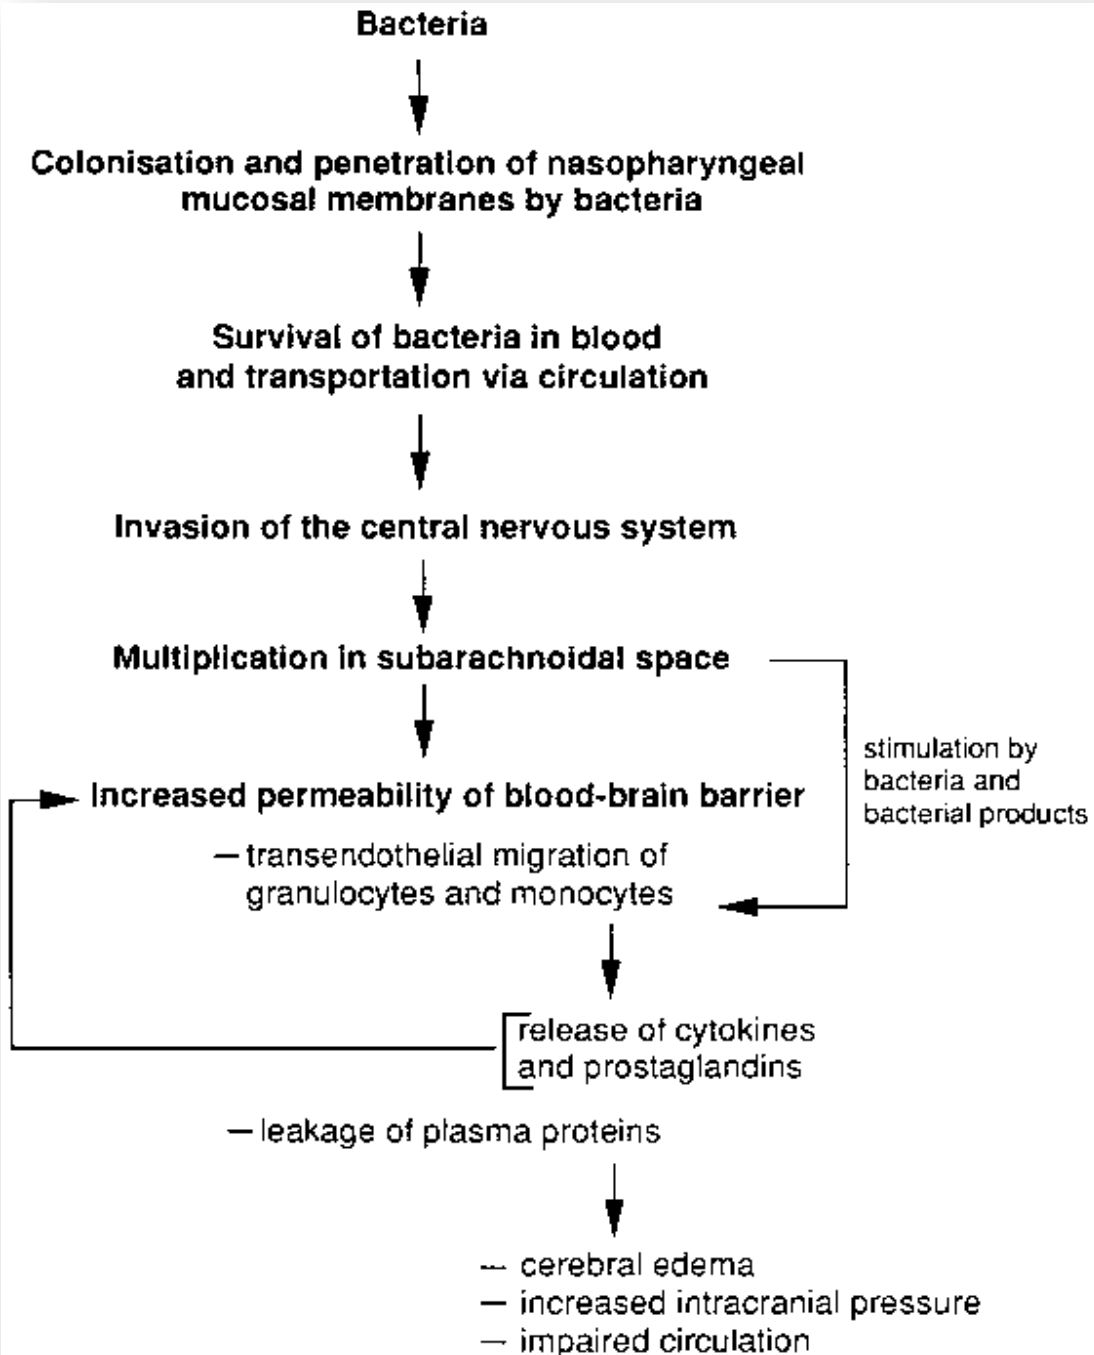 Bacteria
Colonisation and penetration of nasopharyngeal
mucosal membranes by bacteria
Survival of bacteria in blood
and transportation via circulation
Invasion of the central nervous system
Multiplication in subarachnoidal space
stimulation by
bacteria and
bacterial products
Increased permeability of blood-brain barrier
— transendothelial migration of
granulocytes and monocytes
release of cytokines
and prostaglandins
— leakage of plasma proteins
— cerebral edema
— increased intracranial pressure
— impaired circulation